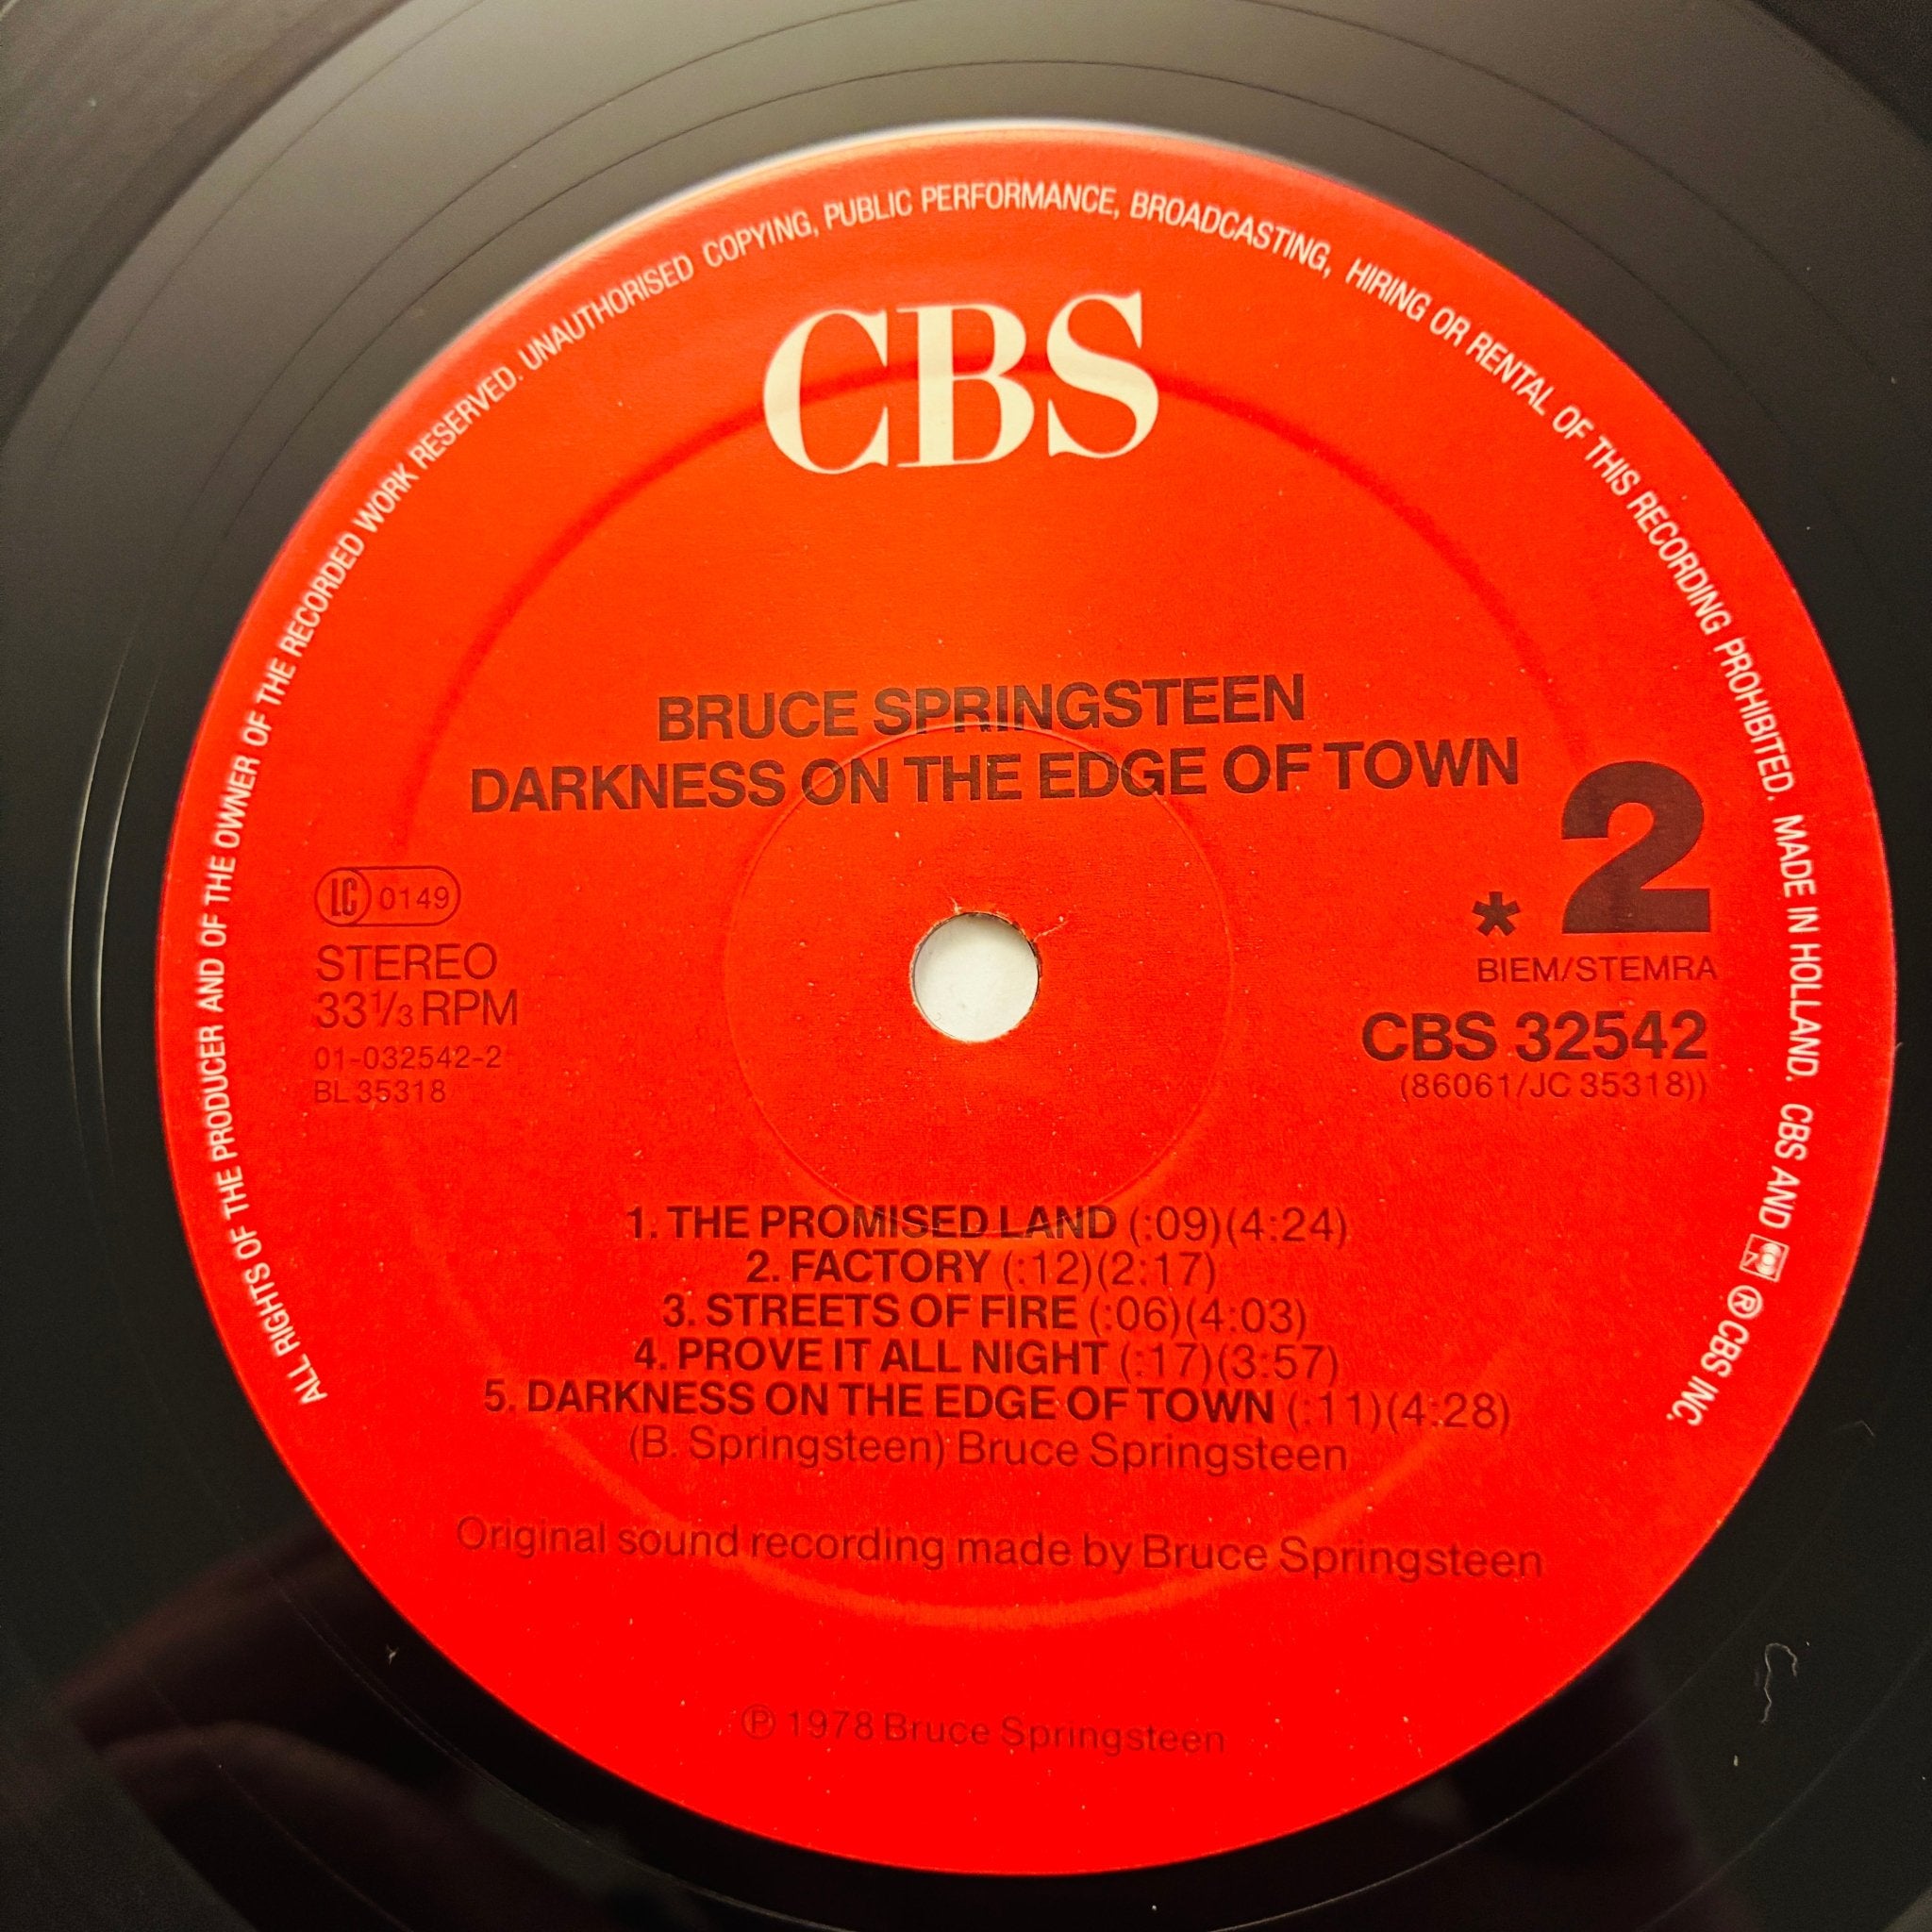 ALL RIGHTS OF THE PRODUCER AND OF THE OWNER OF THE RECORDED WORK RESERVED. UNAUTHORISED COPYING, PUBLIC PERFORMANCE, BROADCASTING, HIRING OR RENTAL OF THIS RECORDING PROHIBITED. MADE IN HOLLAND. CBS AND ® CBS INC.
CBS
BRUCE SPRINGSTEEN
DARKNESS ON THE EDGE OF TOWN
LC 0149
STEREO
33 1/3 RPM
01-032542-2
BL 35318
* 2
BIEM/STEMRA
CBS 32542
(86061/JC 35318))
1. THE PROMISED LAND (:09)(4:24)
2. FACTORY (:12)(2:17)
3. STREETS OF FIRE (:06)(4:03)
4. PROVE IT ALL NIGHT (:17)(3:57)
5. DARKNESS ON THE EDGE OF TOWN (:11)(4:28)
(B. Springsteen) Bruce Springsteen
Original sound recording made by Bruce Springsteen
℗ 1978 Bruce Springsteen